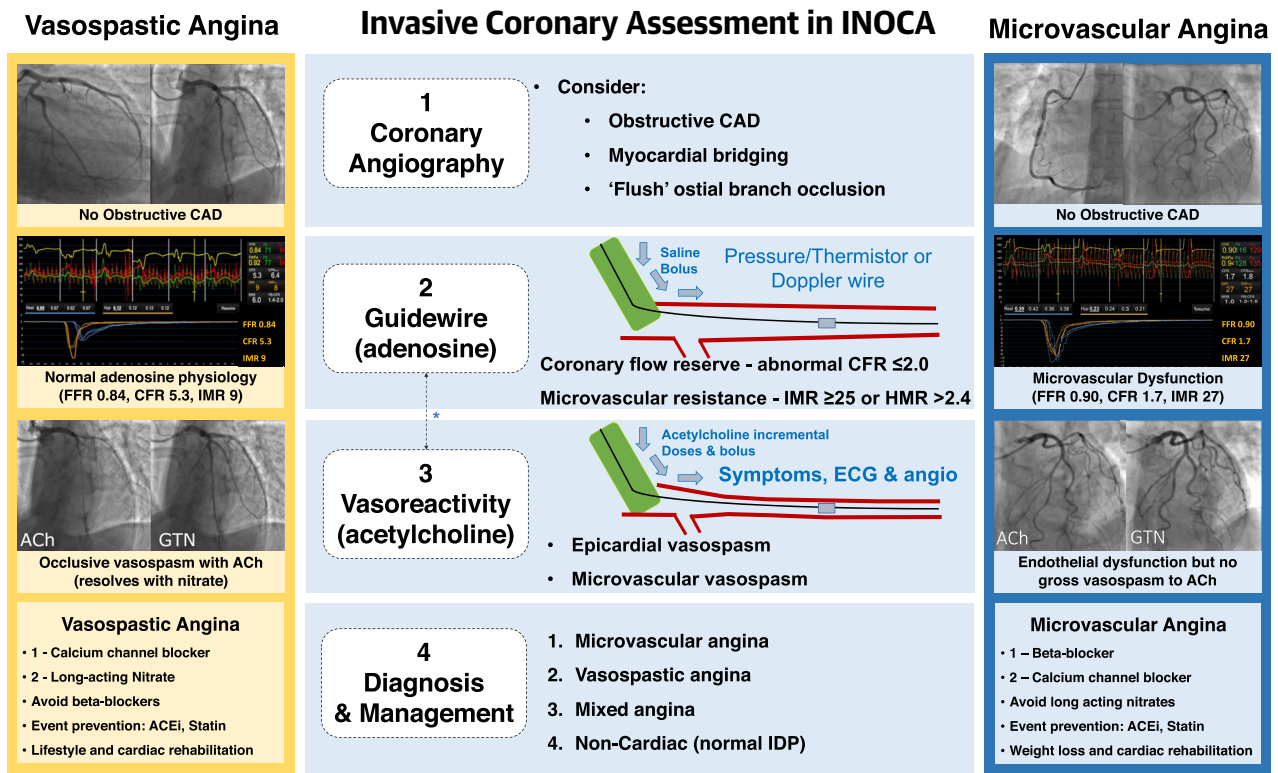 Vasospastic Angina
Invasive Coronary Assessment in INOCA
Microvascular Angina
No Obstructive CAD
FFR 0.84
CFR 5.3
IMR 9
Normal adenosine physiology
(FFR 0.84, CFR 5.3, IMR 9)
ACh
GTN
Occlusive vasospasm with ACh
(resolves with nitrate)
Vasospastic Angina
• 1 - Calcium channel blocker
• 2 - Long-acting Nitrate
• Avoid beta-blockers
• Event prevention: ACEi, Statin
• Lifestyle and cardiac rehabilitation
1
Coronary
Angiography
• Consider:
• Obstructive CAD
• Myocardial bridging
• ‘Flush’ ostial branch occlusion
2
Guidewire
(adenosine)
Saline
Bolus
Pressure/Thermistor or
Doppler wire
Coronary flow reserve - abnormal CFR ≤2.0
Microvascular resistance - IMR ≥25 or HMR >2.4
*
3
Vasoreactivity
(acetylcholine)
Acetylcholine incremental
Doses & bolus
Symptoms, ECG & angio
• Epicardial vasospasm
• Microvascular vasospasm
4
Diagnosis
& Management
1. Microvascular angina
2. Vasospastic angina
3. Mixed angina
4. Non-Cardiac (normal IDP)
No Obstructive CAD
FFR 0.90
CFR 1.7
IMR 27
Microvascular Dysfunction
(FFR 0.90, CFR 1.7, IMR 27)
ACh
GTN
Endothelial dysfunction but no
gross vasospasm to ACh
Microvascular Angina
• 1 – Beta-blocker
• 2 – Calcium channel blocker
• Avoid long acting nitrates
• Event prevention: ACEi, Statin
• Weight loss and cardiac rehabilitation